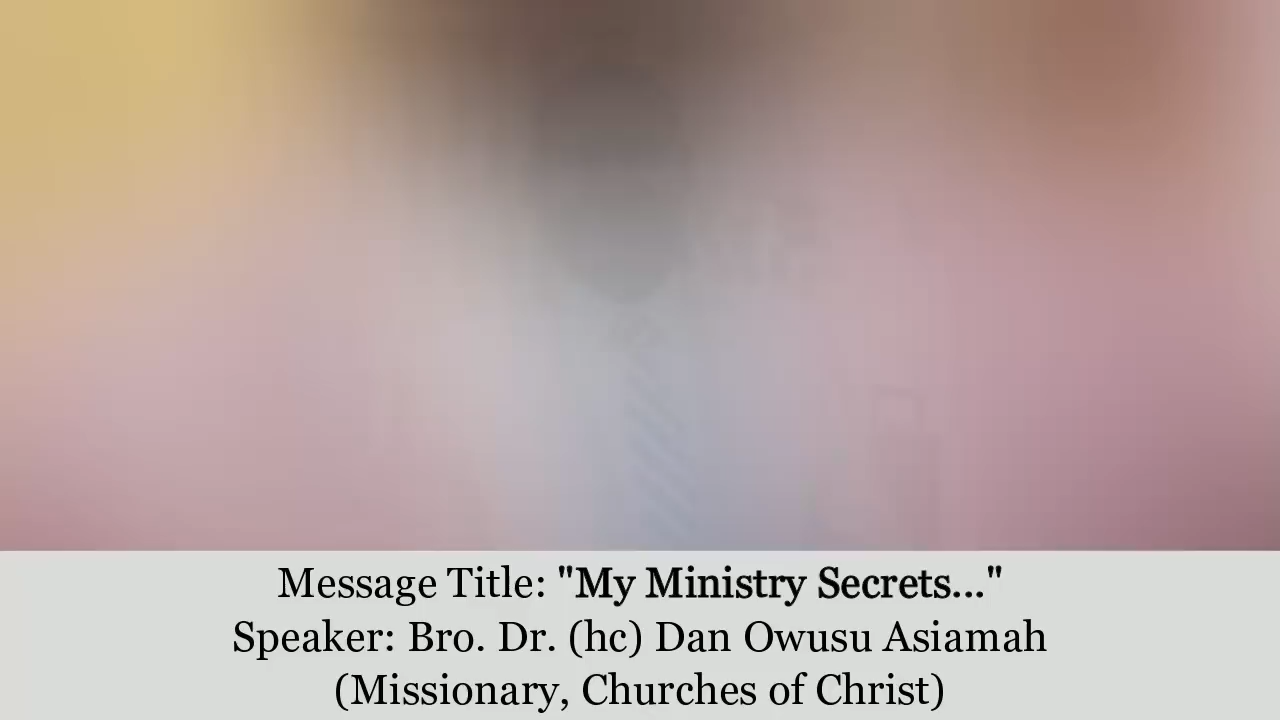 Message Title: "My Ministry Secrets..."
Speaker: Bro. Dr. (hc) Dan Owusu Asiamah
(Missionary, Churches of Christ)